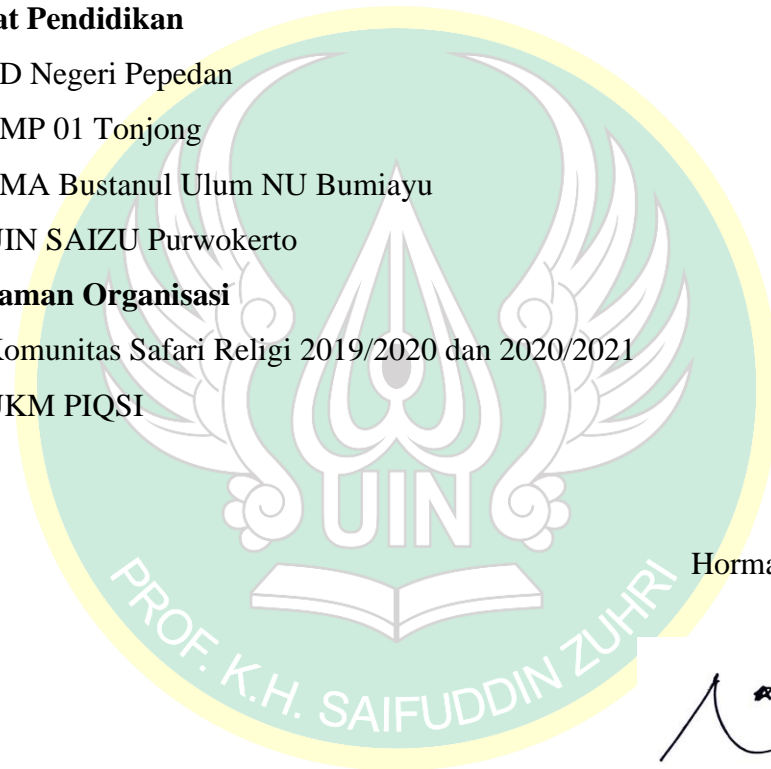 at Pendidikan
D Negeri Pepedan
MP 01 Tonjong
MA Bustanul Ulum NU Bumiayu
UIN SAIZU Purwokerto
aman Organisasi
Komunitas Safari Religi 2019/2020 dan 2020/2021
UKM PIQSI
UIN
Horma
PROF. K.H. SAIFUDDIN ZUHRI